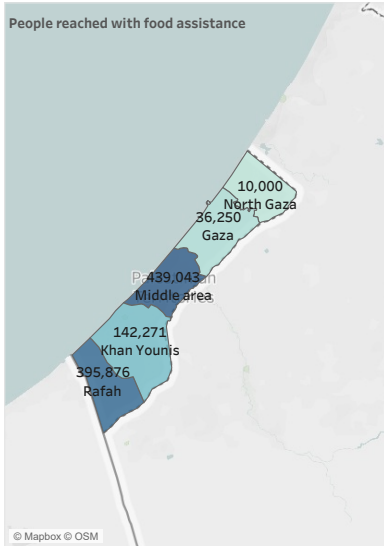 People reached with food assistance
10,000
North Gaza
36,250
Gaza
439,043
Middle area
142,271
Khan Younis
395,876
Rafah
© Mapbox © OSM